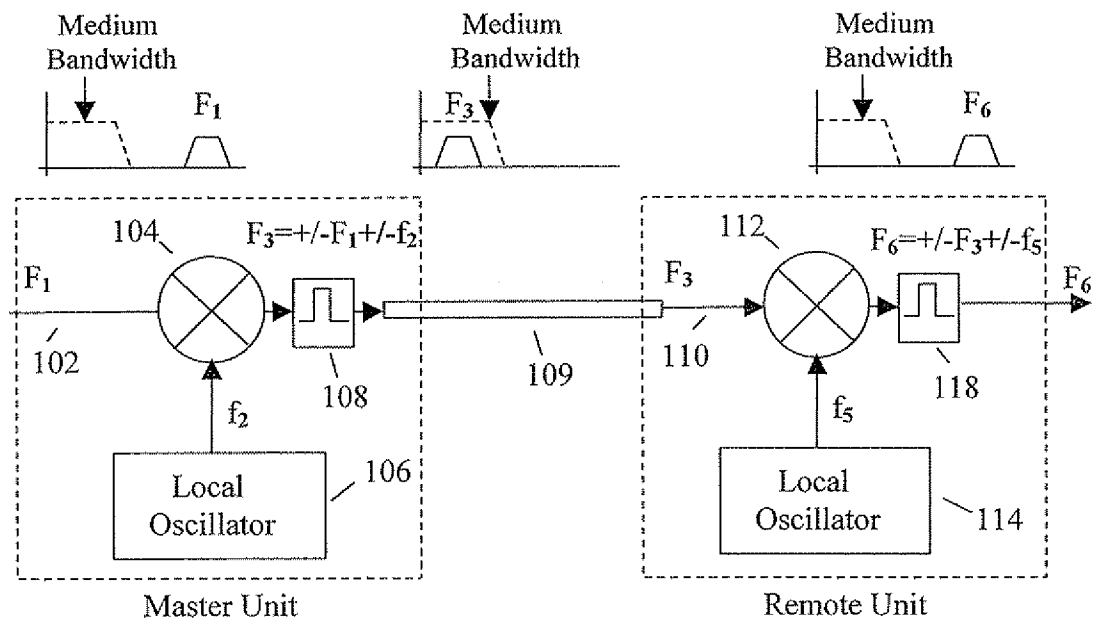 Medium
Bandwidth
F₁
Medium
Bandwidth
F₃
Medium
Bandwidth
F₆
104
F₃=+/-F₁+/-f₂
F₁
102
108
f₂
Local
Oscillator
106
Master Unit
109
112
F₆=+/-F₃+/-f₅
F₃
110
118
F₆
f₅
Local
Oscillator
114
Remote Unit